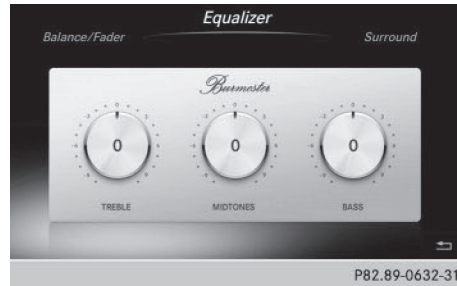 Equalizer
Balance/Fader
Surround
Burmester
0 0 0
TREBLE MIDTONES BASS
P82.89-0632-31